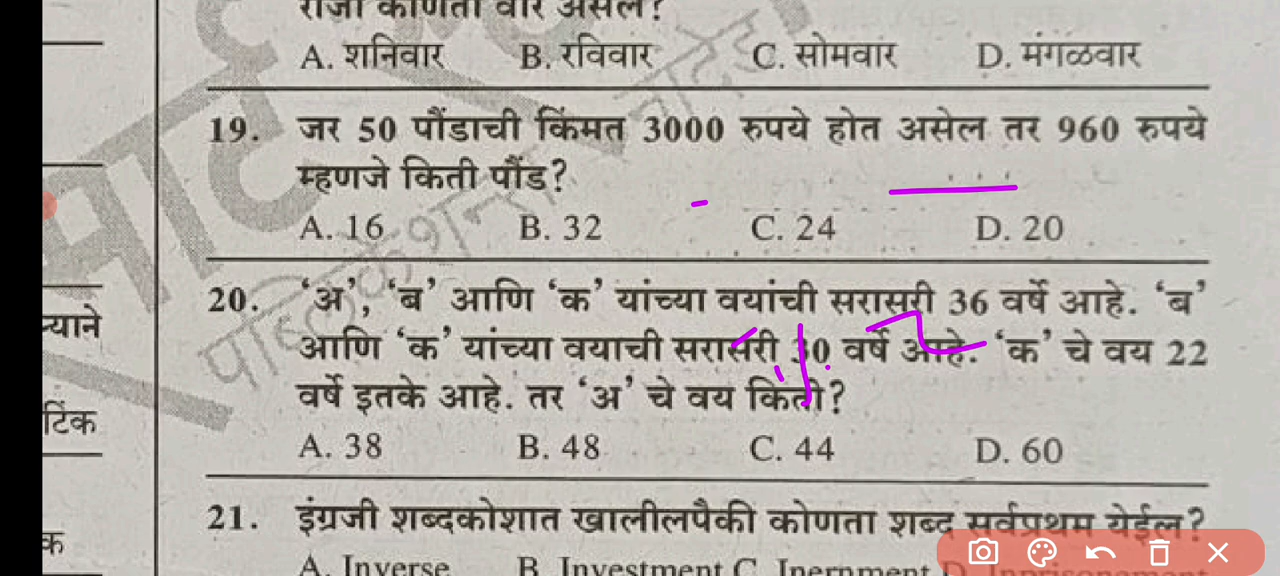 राजी कोणता वार असेल?
A. शनिवार B. रविवार C. सोमवार D. मंगळवार
19. जर 50 पौंडाची किंमत 3000 रुपये होत असेल तर 960 रुपये
म्हणजे किती पौंड?
A. 16 B. 32 C. 24 D. 20
20. ‘अ’, ‘ब’ आणि ‘क’ यांच्या वयांची सरासरी 36 वर्षे आहे. ‘ब’
आणि ‘क’ यांच्या वयाची सरासरी 30 वर्षे आहे. ‘क’ चे वय 22
वर्षे इतके आहे. तर ‘अ’ चे वय किती?
A. 38 B. 48 C. 44 D. 60
21. इंग्रजी शब्दकोशात खालीलपैकी कोणता शब्द सर्वप्रथम येईल?
A. Inverse B. Investment C. Inernment D.